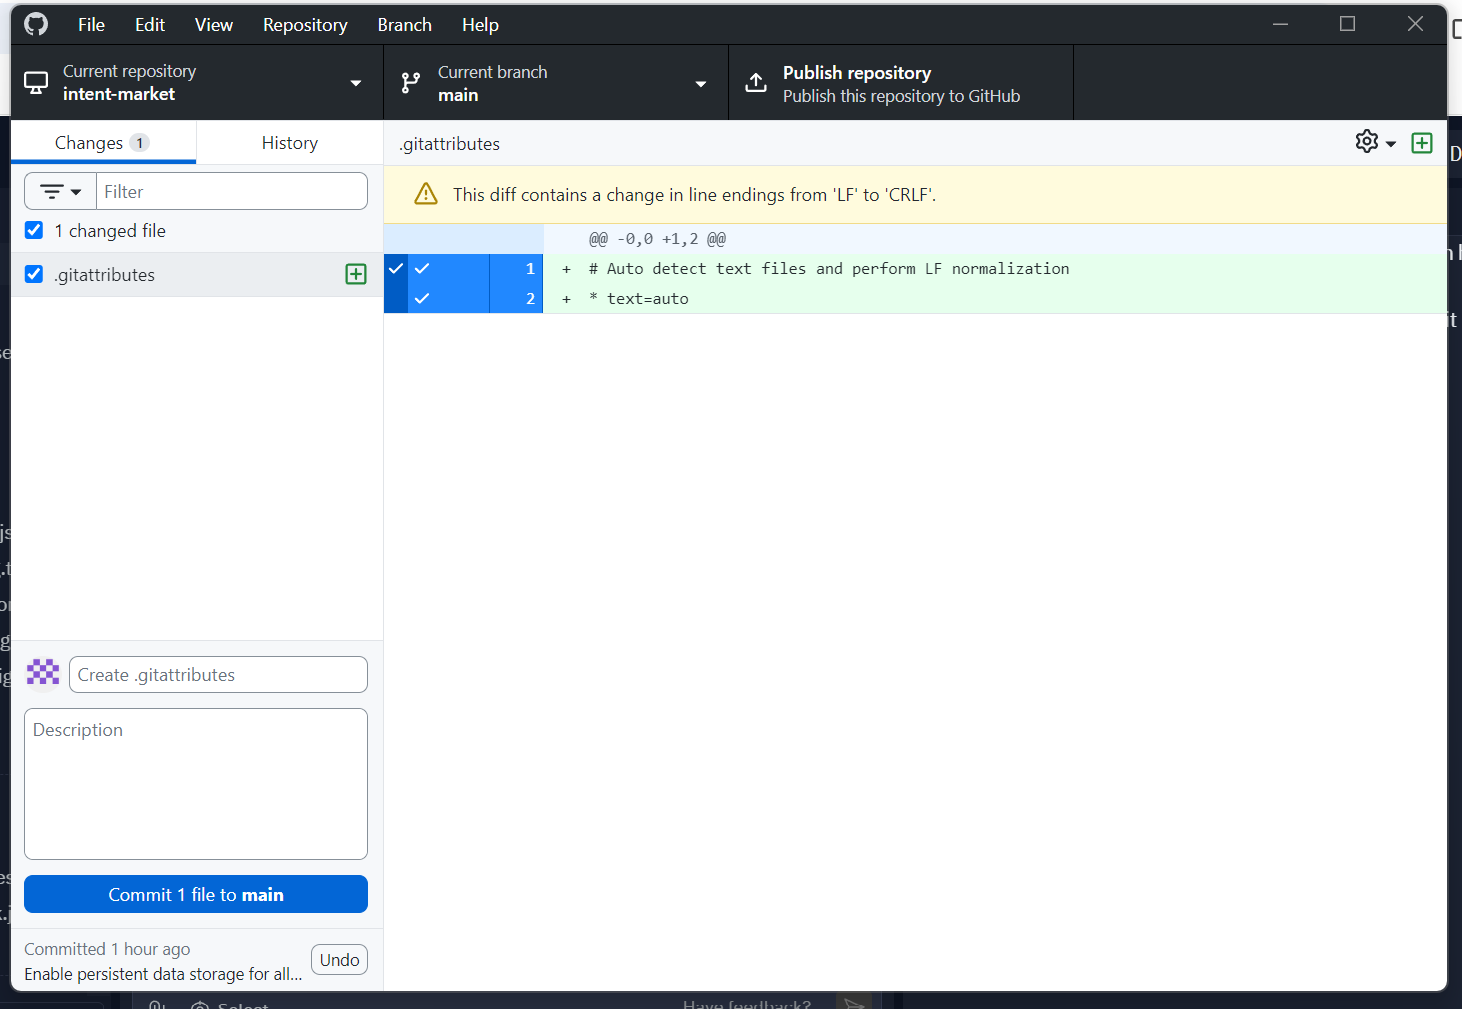 File Edit View Repository Branch Help
Current repository
intent-market
Current branch
main
Publish repository
Publish this repository to GitHub
Changes 1
History
.gitattributes
Filter
1 changed file
.gitattributes
This diff contains a change in line endings from 'LF' to 'CRLF'.
@@ -0,0 +1,2 @@
1 + # Auto detect text files and perform LF normalization
2 + * text=auto
Create .gitattributes
Description
Commit 1 file to main
Committed 1 hour ago
Enable persistent data storage for all...
Undo
Select
Have feedback?